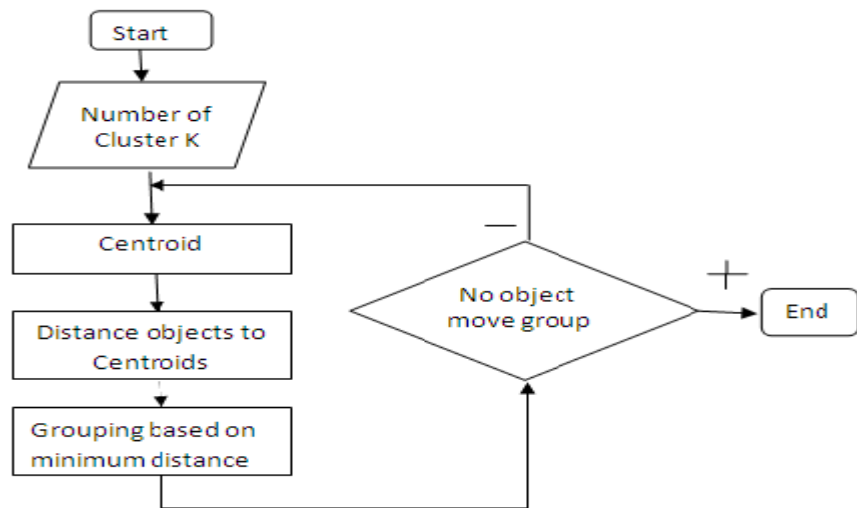 Start
Number of
Cluster K
Centroid
Distance objects to
Centroids
Grouping based on
minimum distance
No object
move group
—
+
End